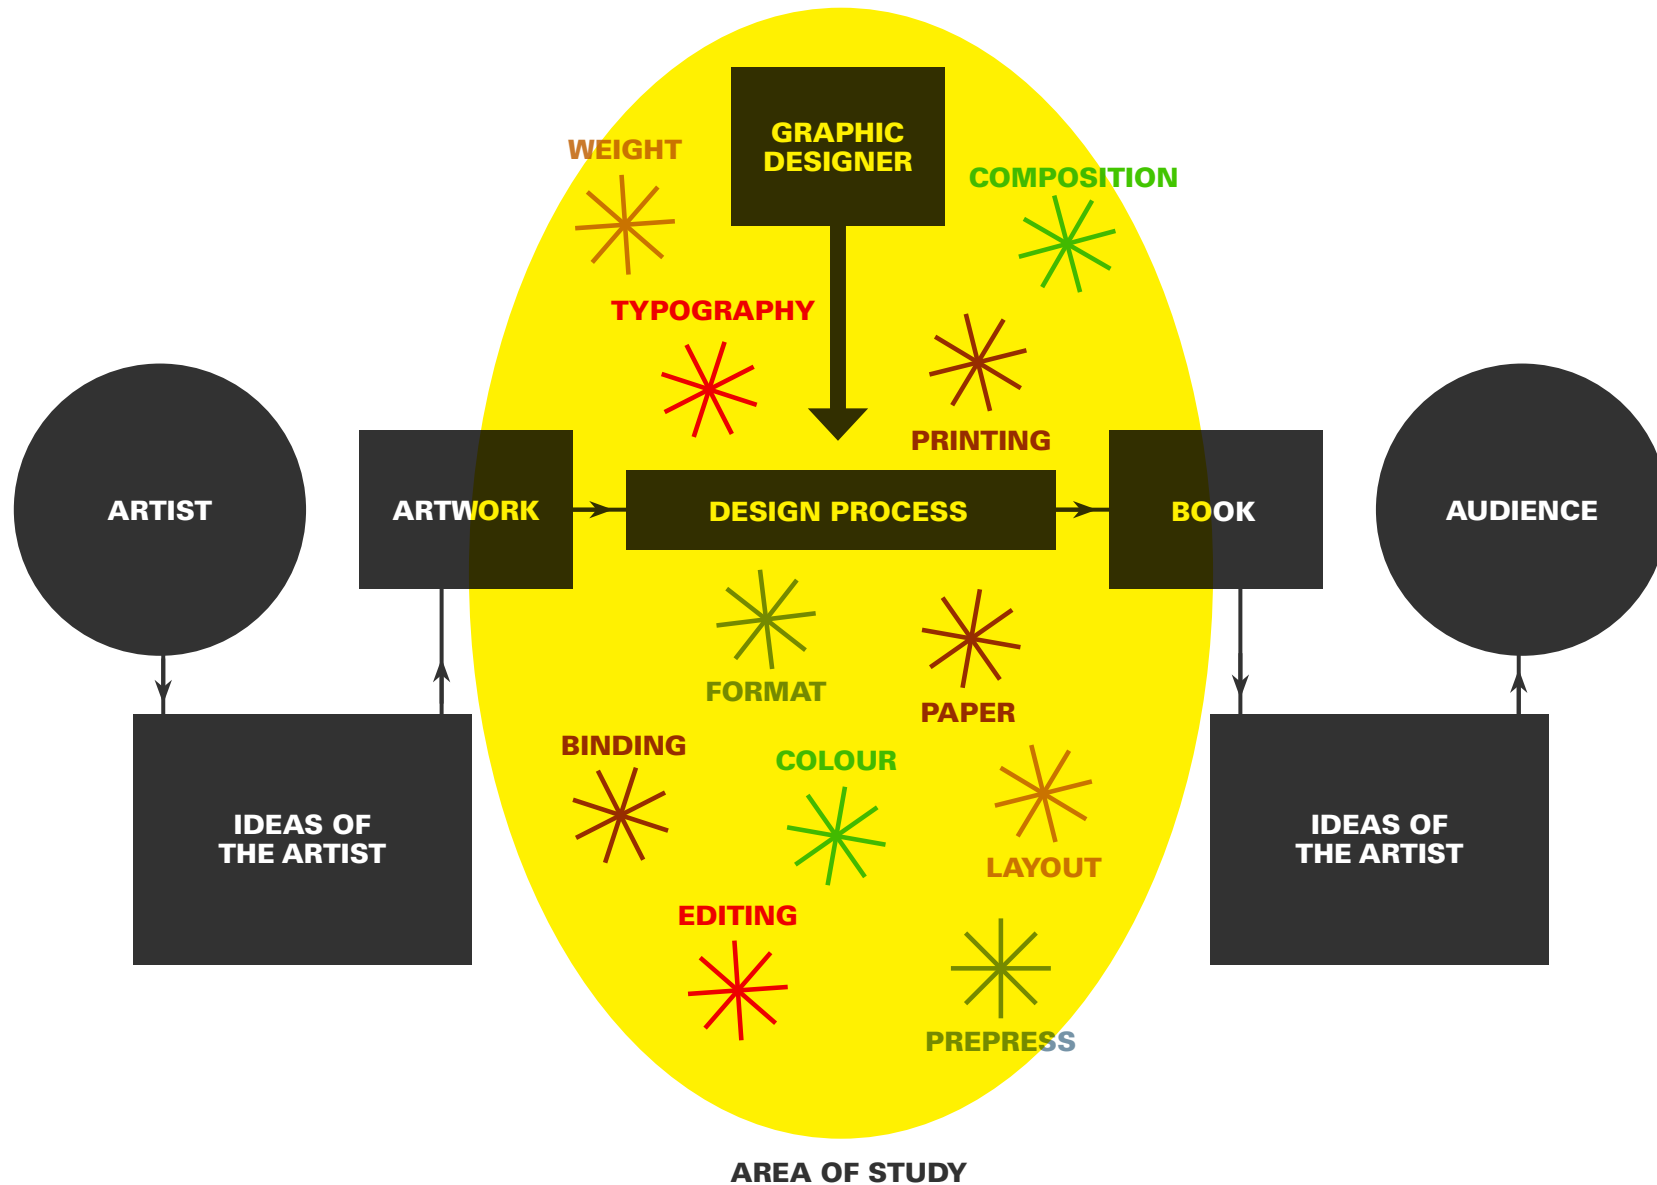 GRAPHIC
DESIGNER
WEIGHT
COMPOSITION
TYPOGRAPHY
PRINTING
ARTIST
ARTWORK
DESIGN PROCESS
BOOK
AUDIENCE
FORMAT
PAPER
BINDING
COLOUR
IDEAS OF
THE ARTIST
LAYOUT
IDEAS OF
THE ARTIST
EDITING
PREPRESS
AREA OF STUDY